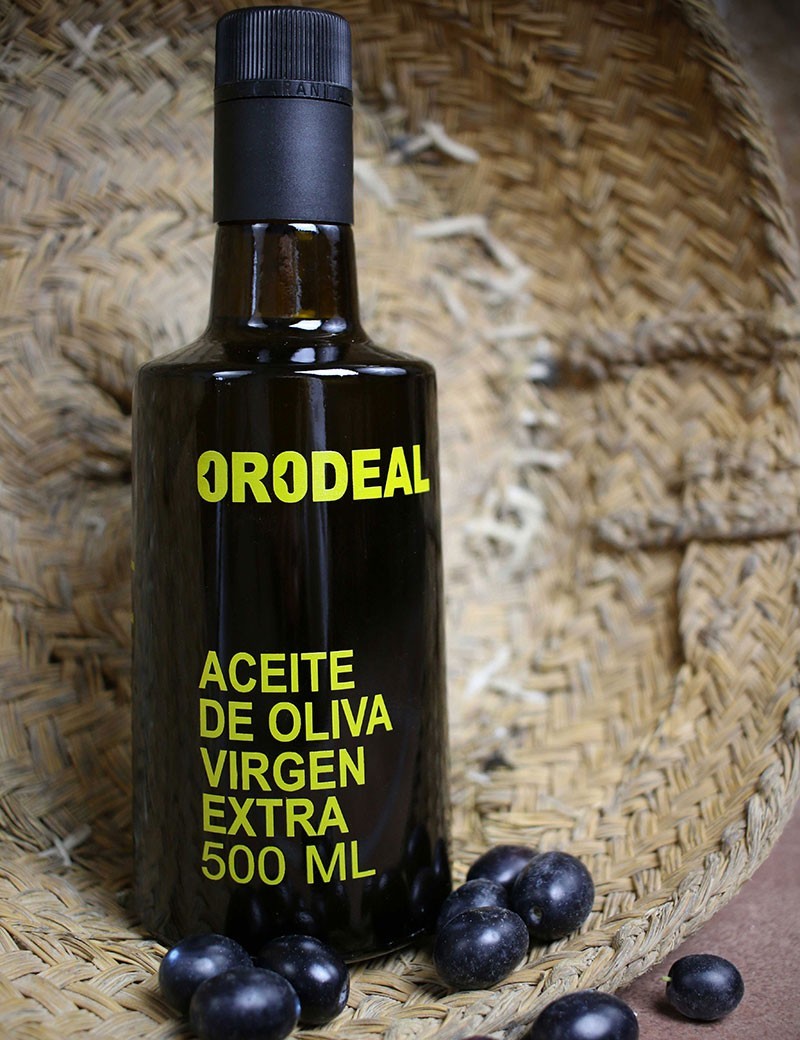 ORODEAL
ACEITE
DE OLIVA
VIRGEN
EXTRA
500 ML